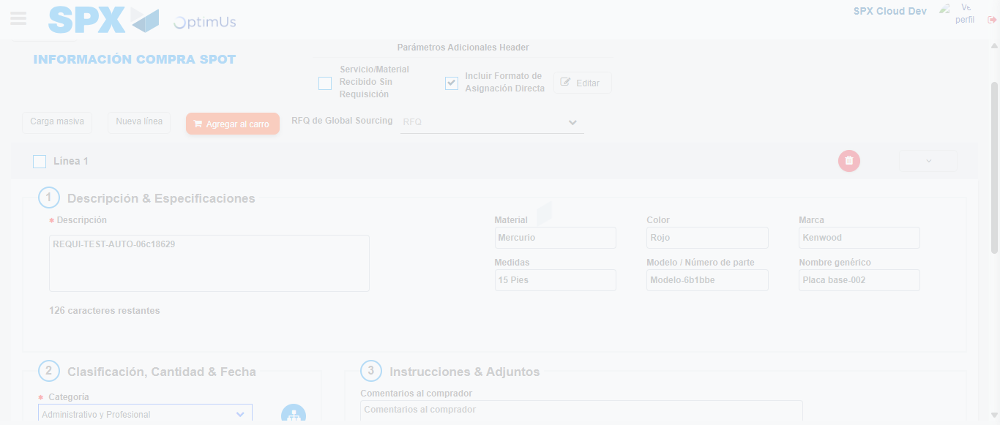 SPX
OptimUs
SPX Cloud Dev
Ve
perfil
INFORMACIÓN COMPRA SPOT
Parámetros Adicionales Header
Servicio/Material
Recibido Sin
Requisición
Incluir Formato de
Asignación Directa
Editar
Carga masiva
Nueva línea
Agregar al carro
RFQ de Global Sourcing
RFQ
Linea 1
1 Descripción & Especificaciones
* Descripción
REQUI-TEST-AUTO-06c18629
126 caracteres restantes
Material
Color
Marca
Mercurio
Rojo
Kenwood
Medidas
Modelo / Número de parte
Nombre genérico
15 Pies
Modelo-6b1bbe
Placa base-002
2 Clasificación, Cantidad & Fecha
* Categoría
Administrativo y Profesional
3 Instrucciones & Adjuntos
Comentarios al comprador
Comentarios al comprador